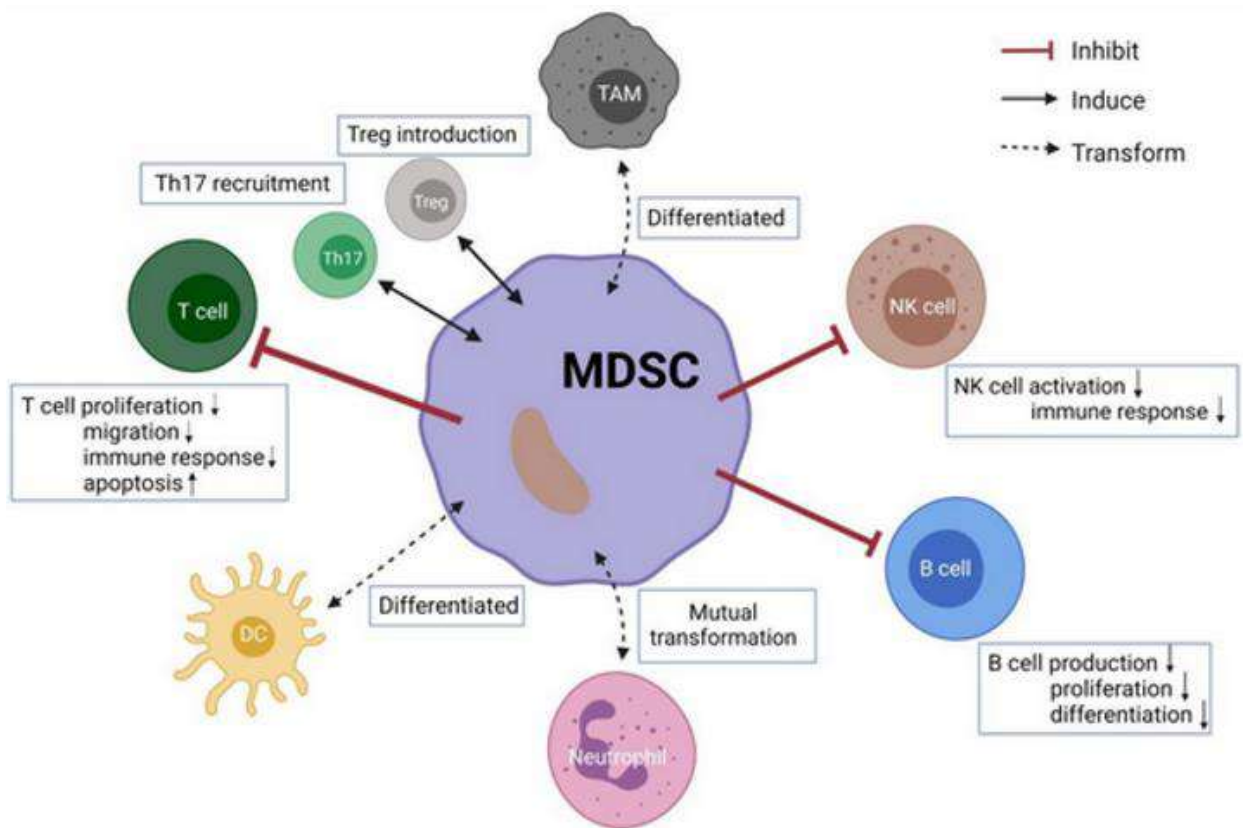 TAM
Inhibit
Induce
Transform
Treg introduction
Th17 recruitment
Treg
Differentiated
Th17
T cell
NK cell
MDSC
T cell proliferation ↓
migration ↓
immune response ↓
apoptosis ↑
NK cell activation ↓
immune response ↓
B cell
Differentiated
Mutual
transformation
DC
B cell production ↓
proliferation ↓
differentiation ↓
Neutrophil